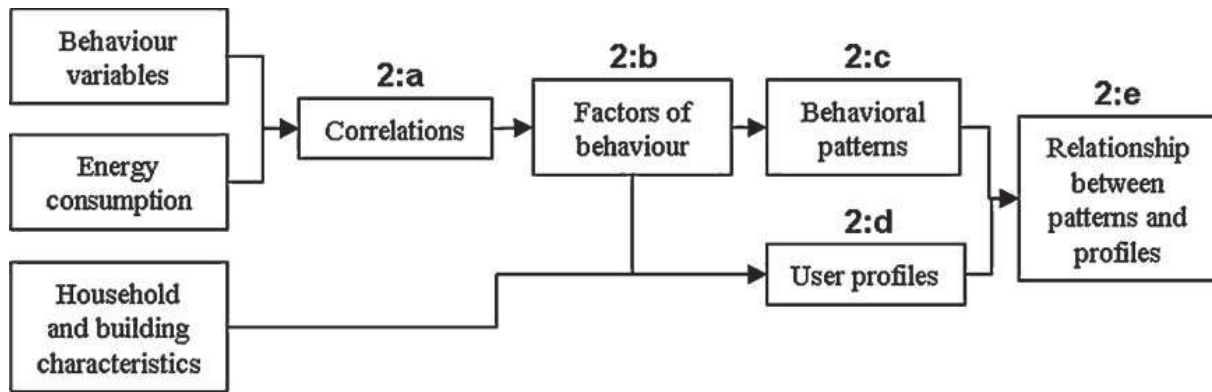 Behaviour
variables
Energy
consumption
Household
and building
characteristics
2:a
Correlations
2:b
Factors of
behaviour
2:c
Behavioral
patterns
2:d
User profiles
2:e
Relationship
between
patterns and
profiles